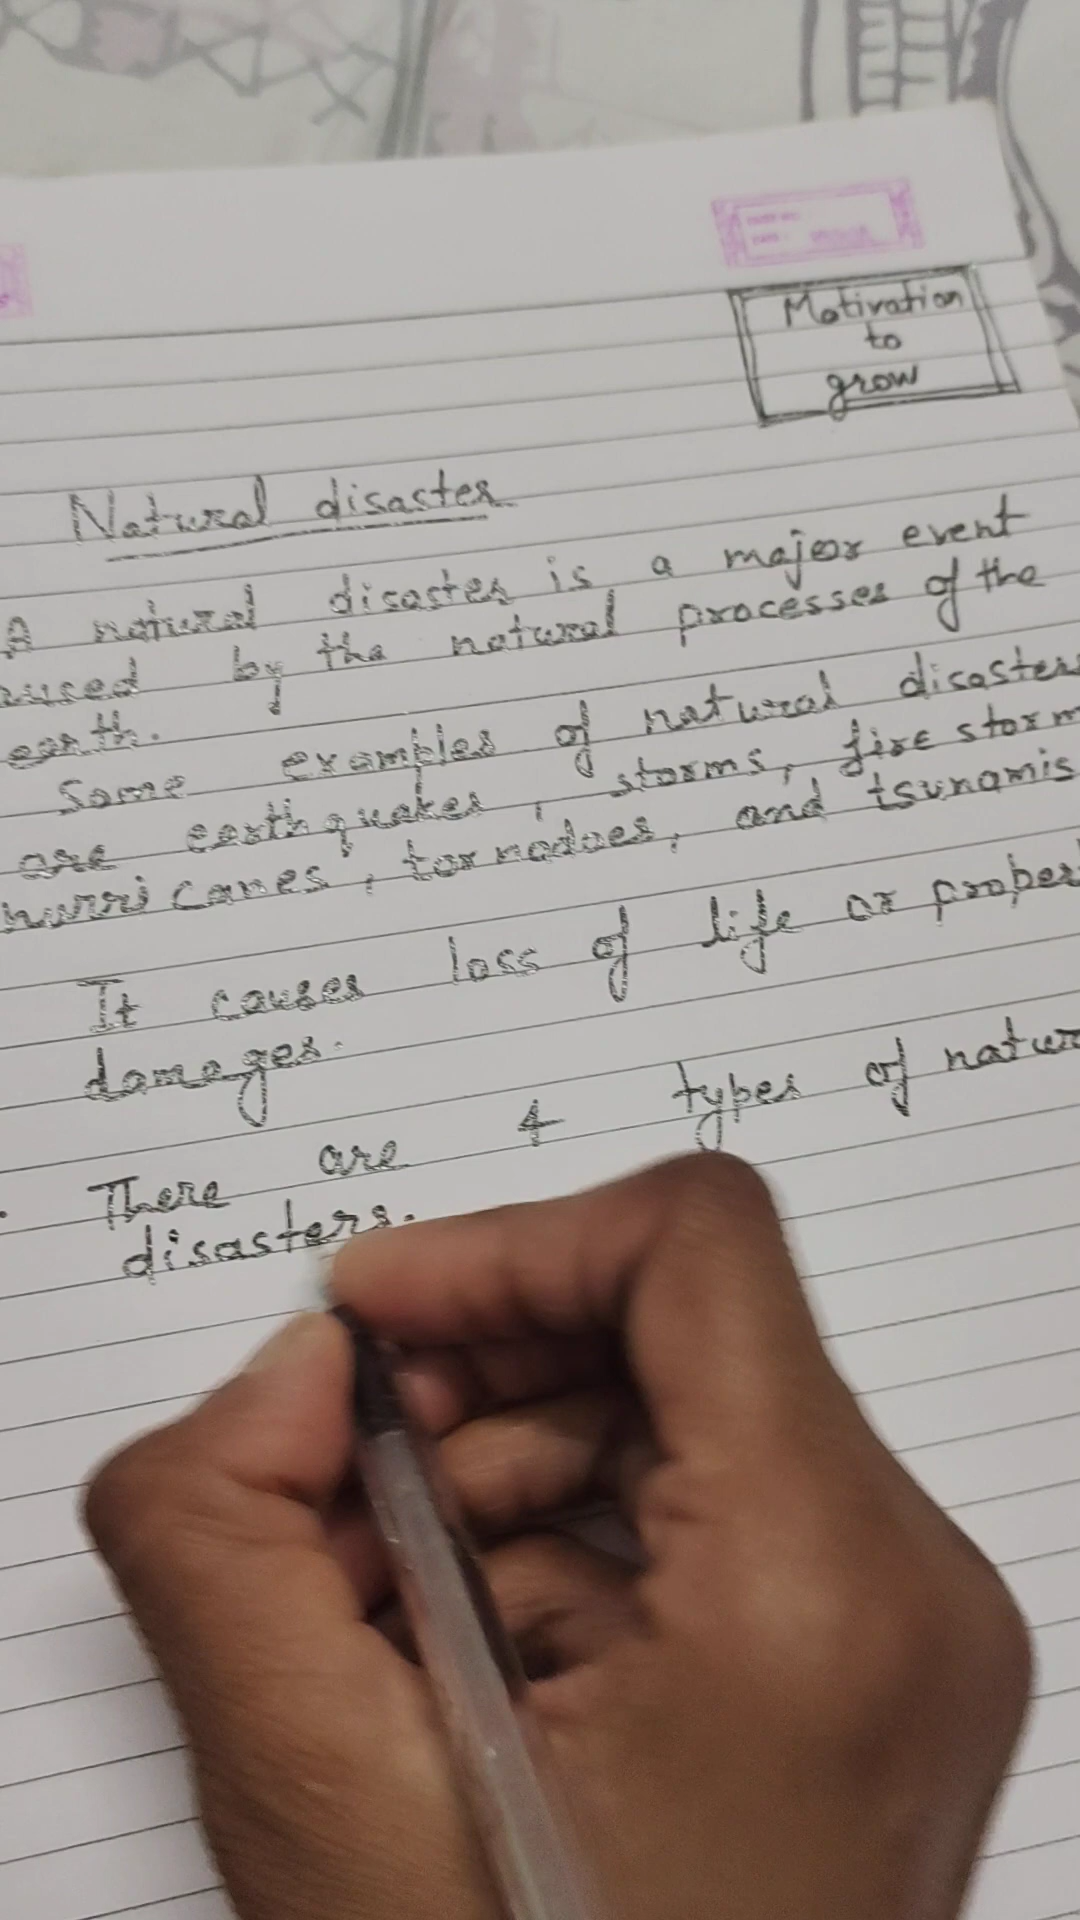 Motivation
to
grow
Natural disaster
A natural disaster is a major event
aused by the natural processes of the
earth.
Some examples of natural disasters
are earthquakes, storms, fire storm
hurricanes, tornadoes, and tsunamis
It causes loss of life or proper
damages.
There are 4 types of natur
disasters.